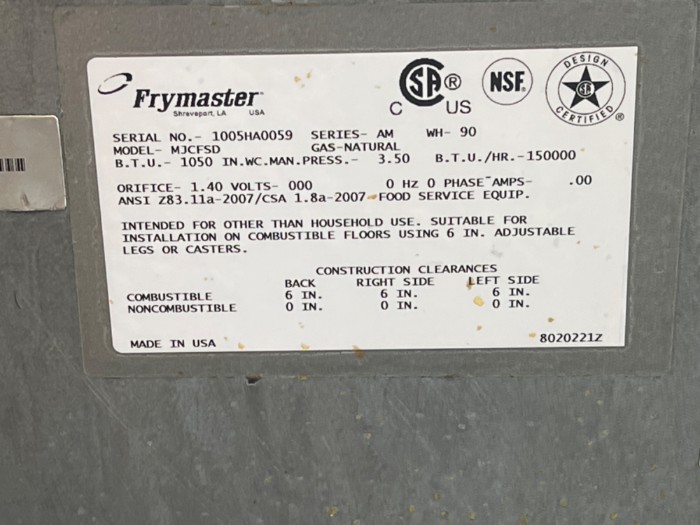 Frymaster
Shreveport, LA USA
SA ®
C US
NSF®
DESIGN
SA
CERTIFIED ®
SERIAL NO.- 1005HA0059 SERIES- AM WH- 90
MODEL- MJCFSD GAS-NATURAL
B.T.U.- 1050 IN.WC.MAN.PRESS.- 3.50 B.T.U./HR.-150000
ORIFICE- 1.40 VOLTS- 000 0 HZ 0 PHASE AMPS- .00
ANSI Z83.11a-2007/CSA 1.8a-2007 FOOD SERVICE EQUIP.
INTENDED FOR OTHER THAN HOUSEHOLD USE. SUITABLE FOR
INSTALLATION ON COMBUSTIBLE FLOORS USING 6 IN. ADJUSTABLE
LEGS OR CASTERS.
CONSTRUCTION CLEARANCES
BACK RIGHT SIDE LEFT SIDE
COMBUSTIBLE 6 IN. 6 IN. 6 IN.
NONCOMBUSTIBLE 0 IN. 0 IN. 0 IN.
MADE IN USA 8020221Z